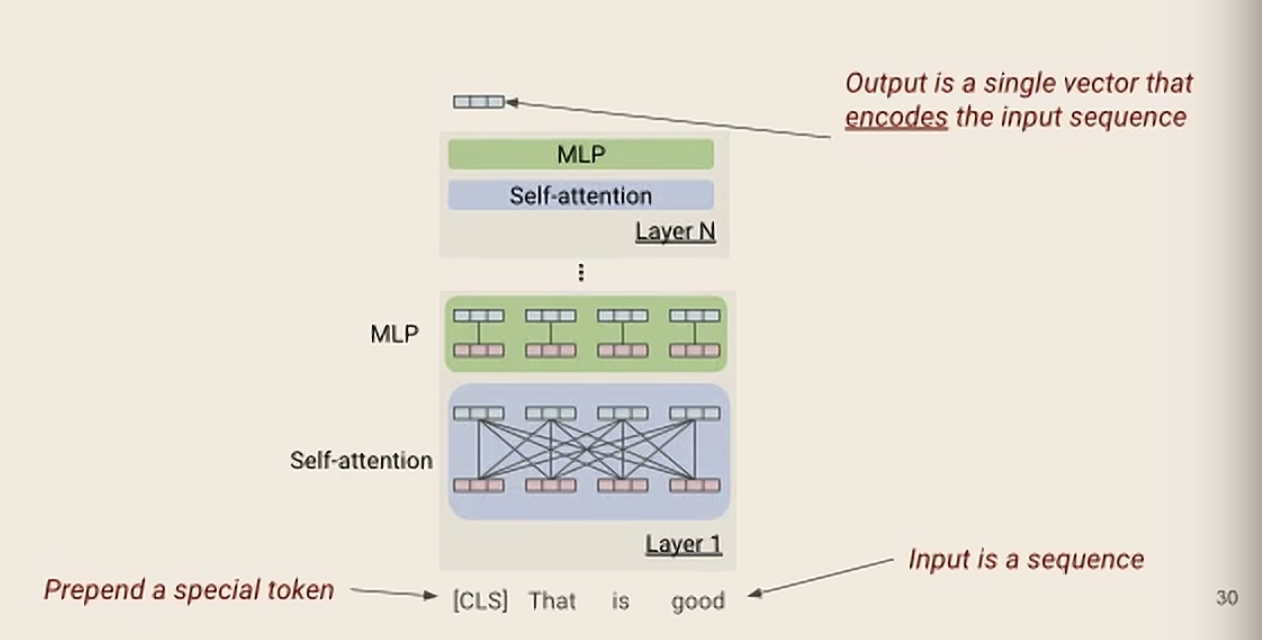 Output is a single vector that
encodes the input sequence
MLP
Self-attention
Layer N
MLP
Self-attention
Layer 1
Input is a sequence
Prepend a special token
[CLS] That is good
30